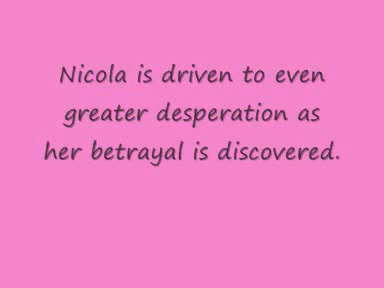 Nicola is driven to even
greater desperation as
her betrayal is discovered.